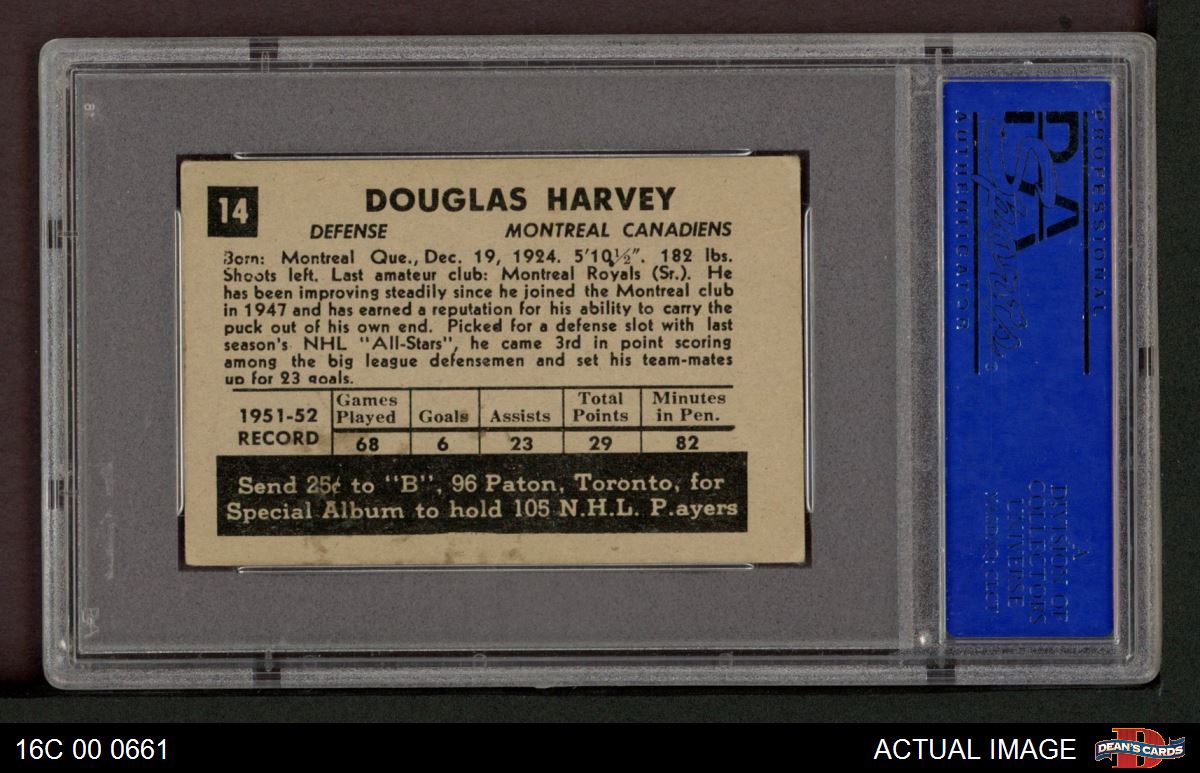 14
DOUGLAS HARVEY
DEFENSE MONTREAL CANADIENS
Born: Montreal Que., Dec. 19, 1924. 5'10½". 182 lbs.
Shoots left. Last amateur club: Montreal Royals (Sr.). He
has been improving steadily since he joined the Montreal club
in 1947 and has earned a reputation for his ability to carry the
puck out of his own end. Picked for a defense slot with last
season's NHL "All-Stars", he came 3rd in point scoring
among the big league defensemen and set his team-mates
up for 23 goals.
1951-52 RECORD
Games Played Goals Assists Total Points Minutes in Pen.
68 6 23 29 82
Send 25¢ to "B", 96 Paton, Toronto, for
Special Album to hold 105 N.H.L. P.ayers
PROFESSIONAL
PSA
AUTHENTICATOR
A
DIVISION OF
COLLECTORS
UNIVERSE
NASDAQ: CLCT
PSA
16C 00 0661
ACTUAL IMAGE
DEAN'S CARDS